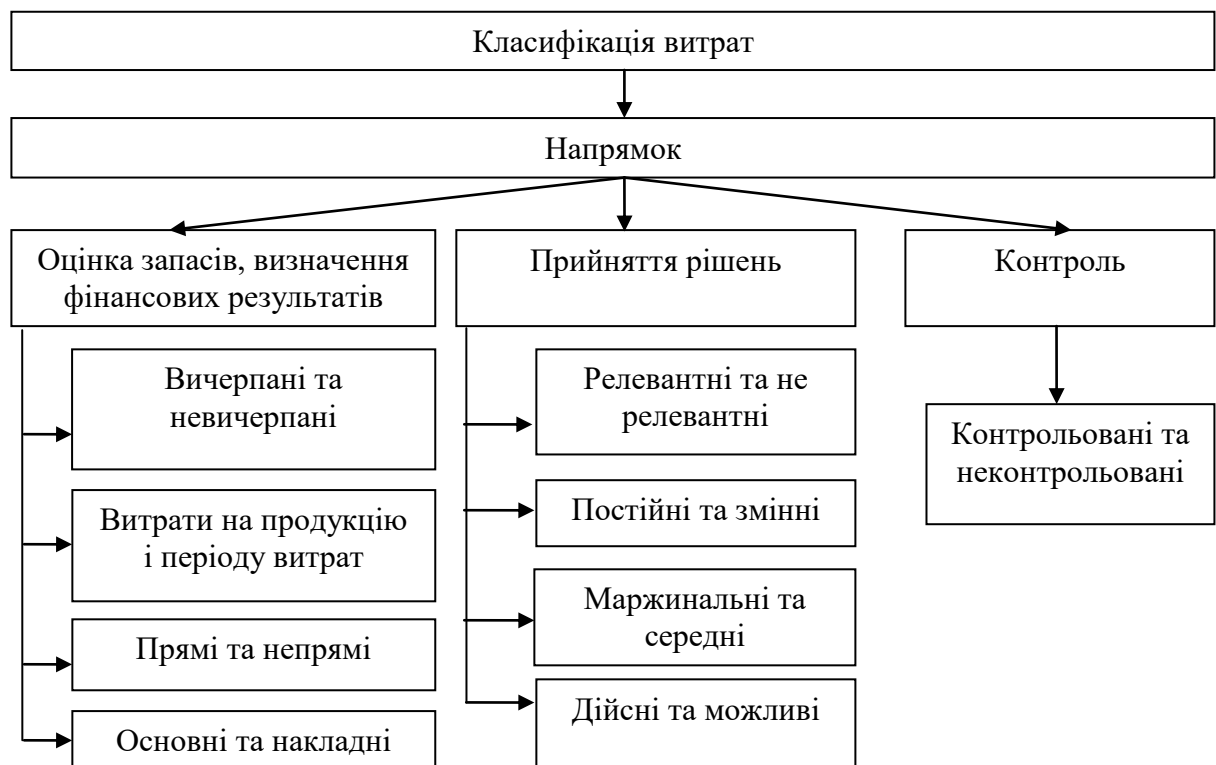 Класифікація витрат
Напрямок
Оцінка запасів, визначення
фінансових результатів
Вичерпані та
невичерпані
Витрати на продукцію
і періоду витрат
Прямі та непрямі
Основні та накладні
Прийняття рішень
Релевантні та не
релевантні
Постійні та змінні
Маржинальні та
середні
Дійсні та можливі
Контроль
Контрольовані та
неконтрольовані